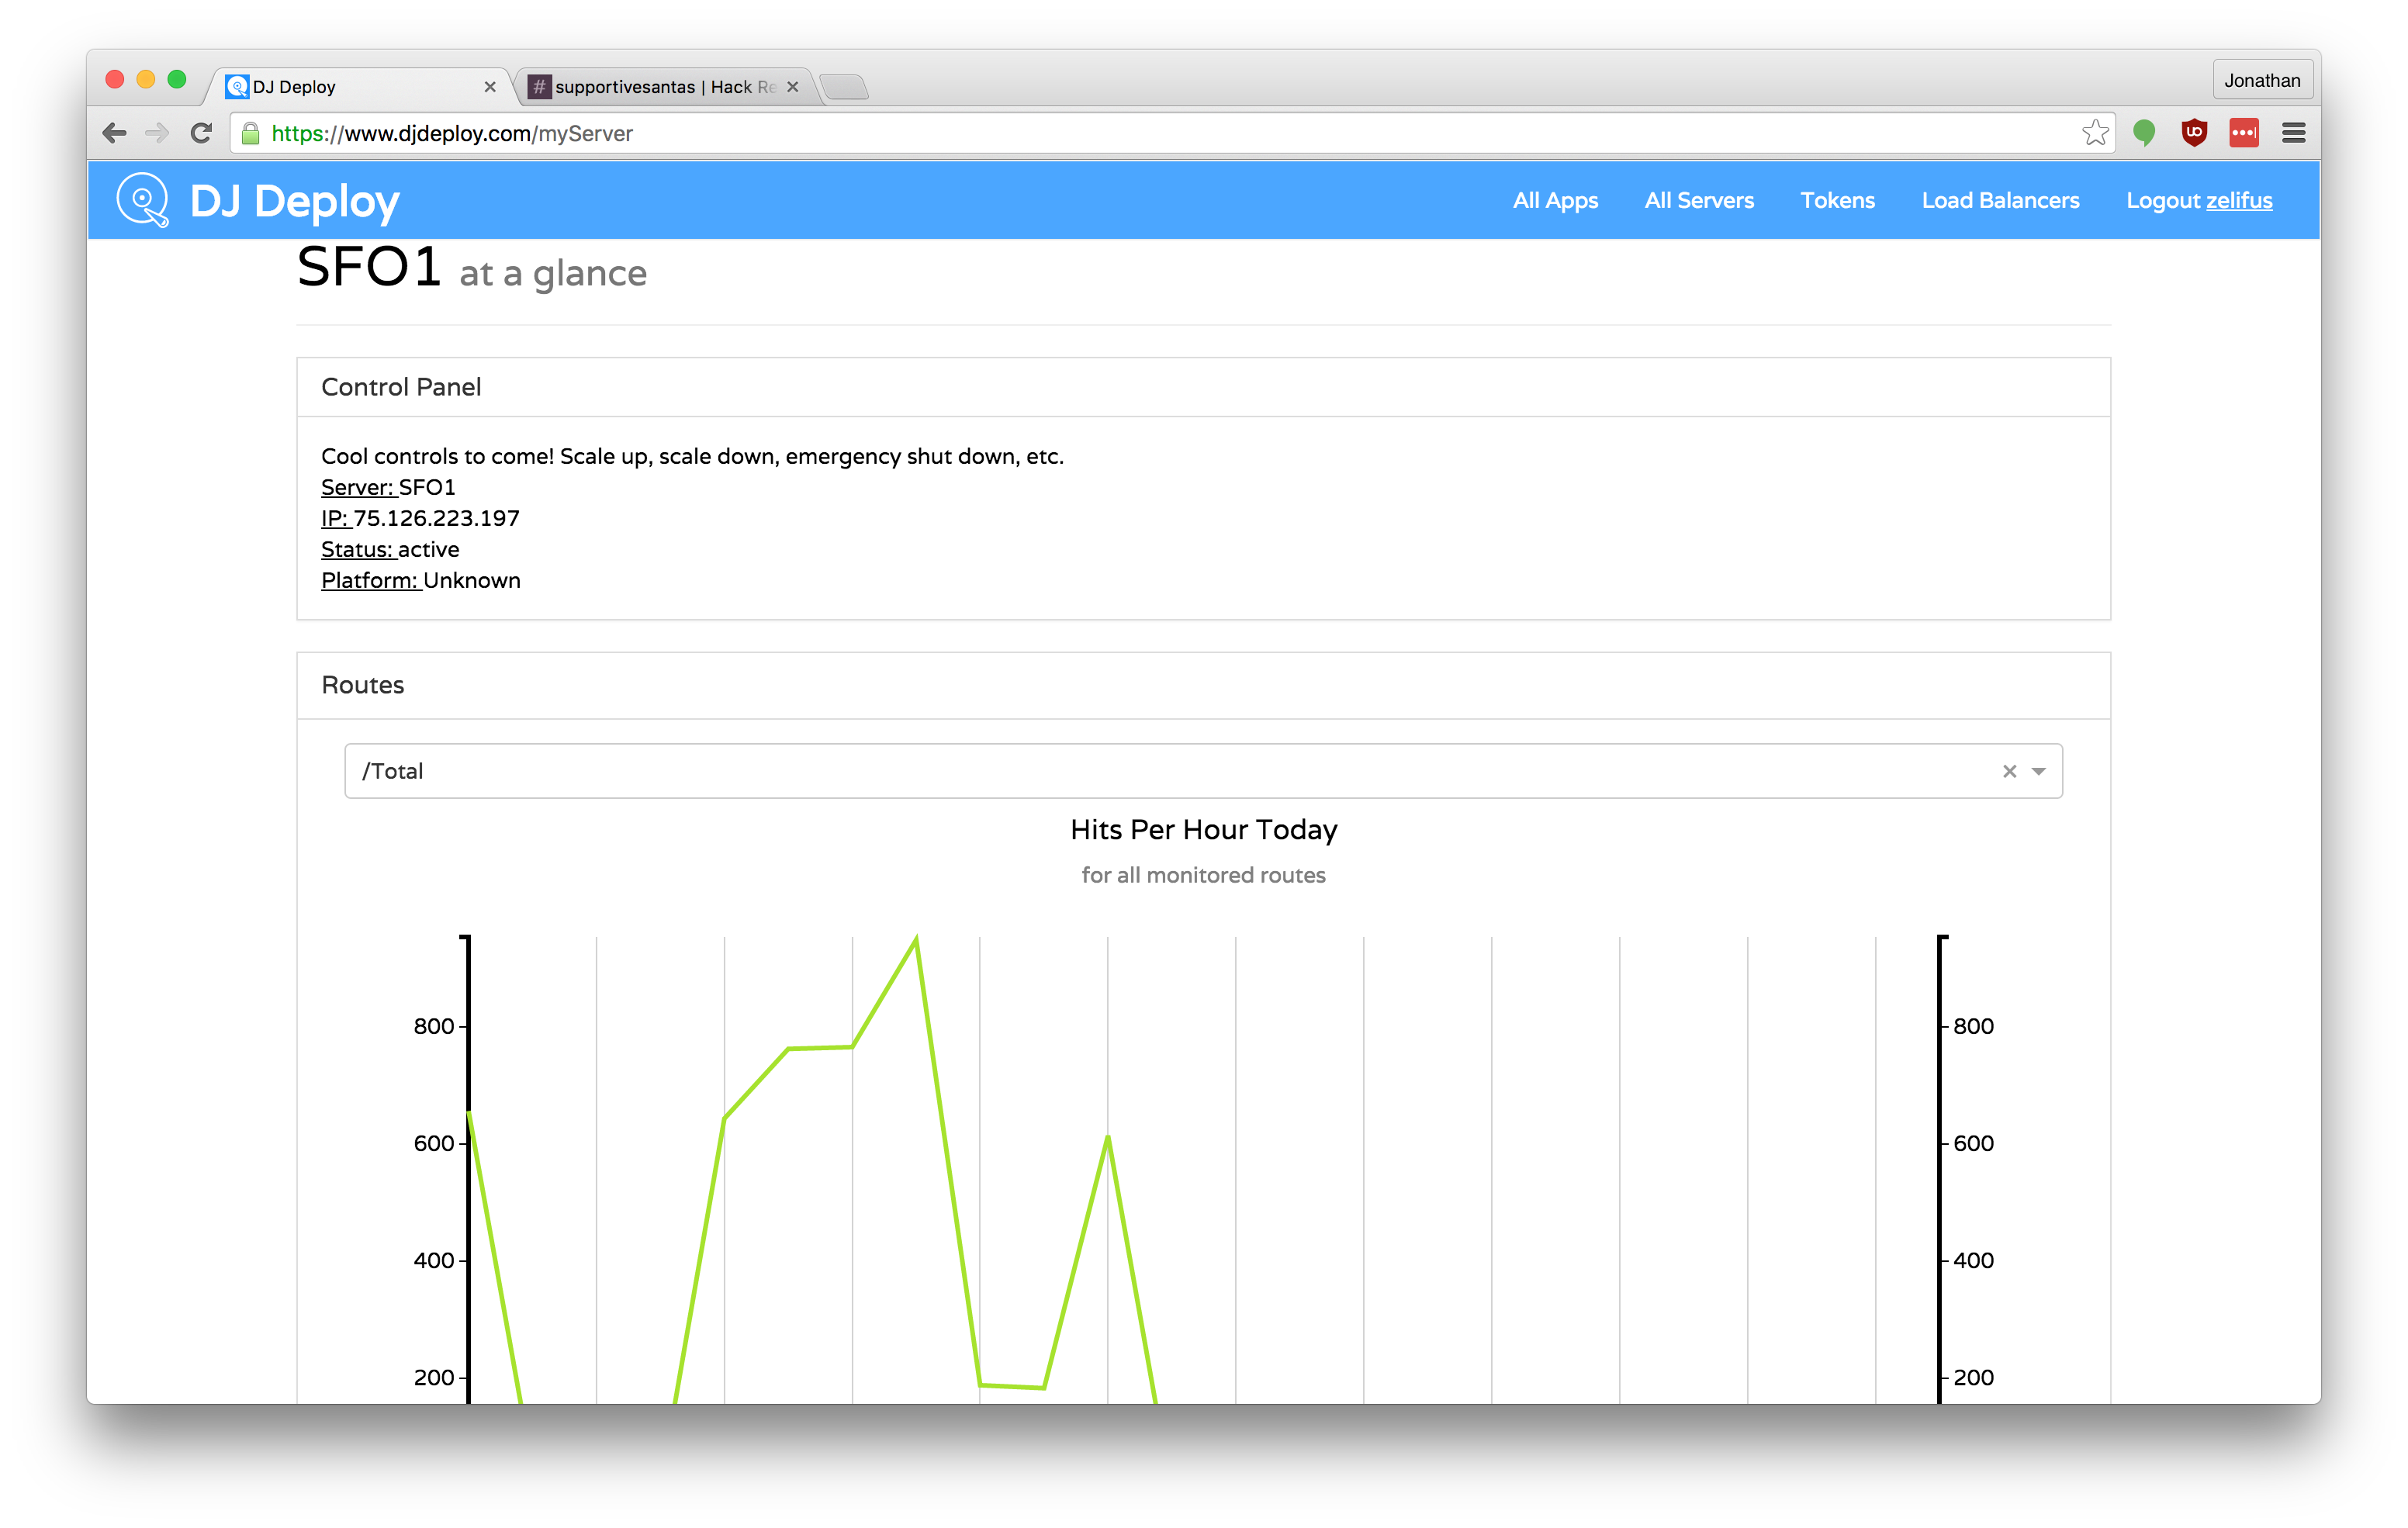 DJ Deploy
# supportivesantas | Hack Re
Jonathan
https://www.djdeploy.com/myServer
DJ Deploy
All Apps
All Servers
Tokens
Load Balancers
Logout zelifus
SFO1 at a glance
Control Panel
Cool controls to come! Scale up, scale down, emergency shut down, etc.
Server: SFO1
IP: 75.126.223.197
Status: active
Platform: Unknown
Routes
/Total
Hits Per Hour Today
for all monitored routes
800
800
600
600
400
400
200
200